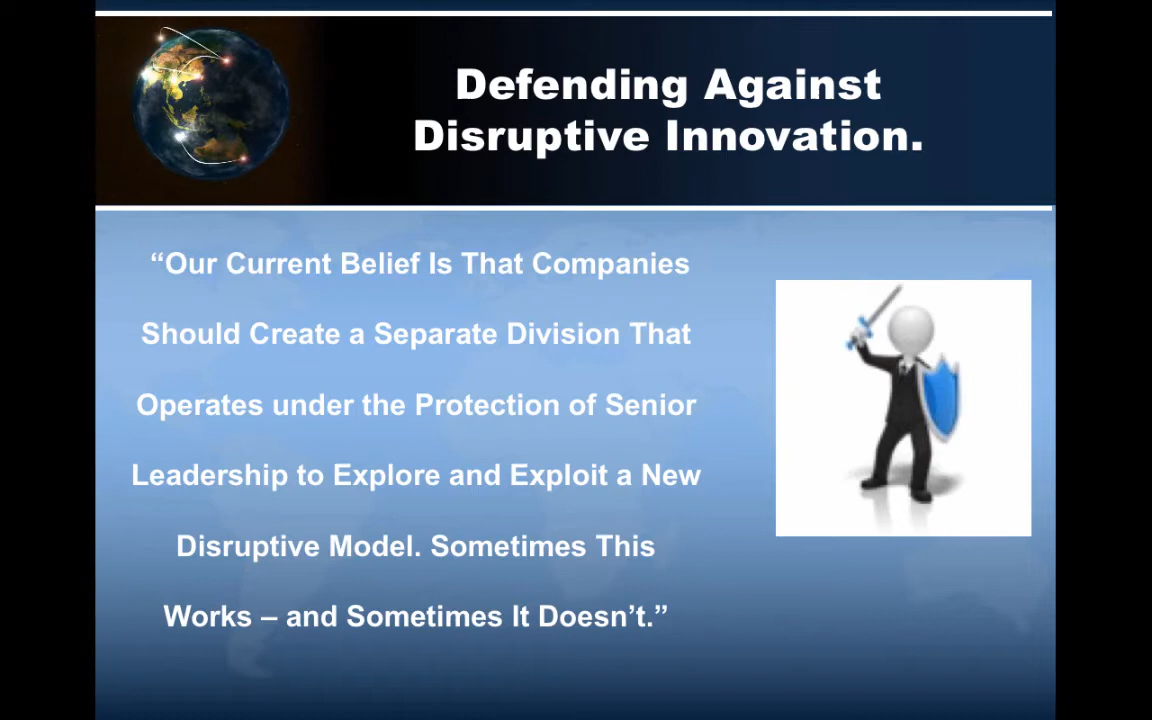 Defending Against
Disruptive Innovation.
“Our Current Belief Is That Companies
Should Create a Separate Division That
Operates under the Protection of Senior
Leadership to Explore and Exploit a New
Disruptive Model. Sometimes This
Works – and Sometimes It Doesn’t.”